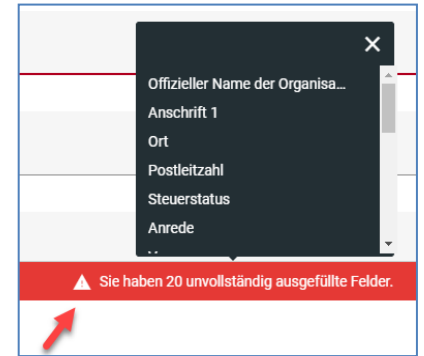 Offizieller Name der Organisa...
Anschrift 1
Ort
Postleitzahl
Steuerstatus
Anrede
Sie haben 20 unvollständig ausgefüllte Felder.